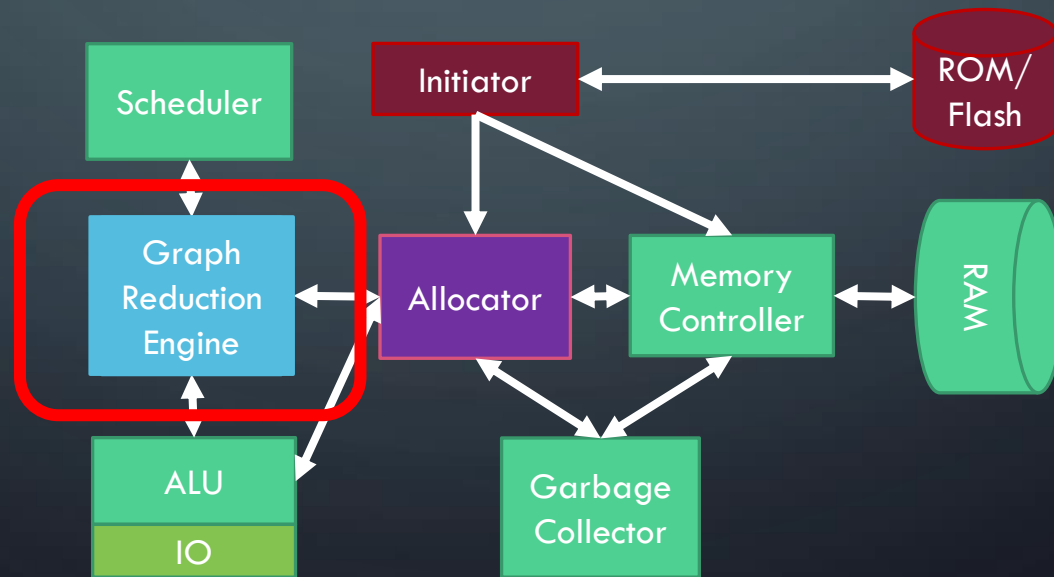 Scheduler
Initiator
ROM/
Flash
Graph
Reduction
Engine
Allocator
Memory
Controller
RAM
ALU
IO
Garbage
Collector